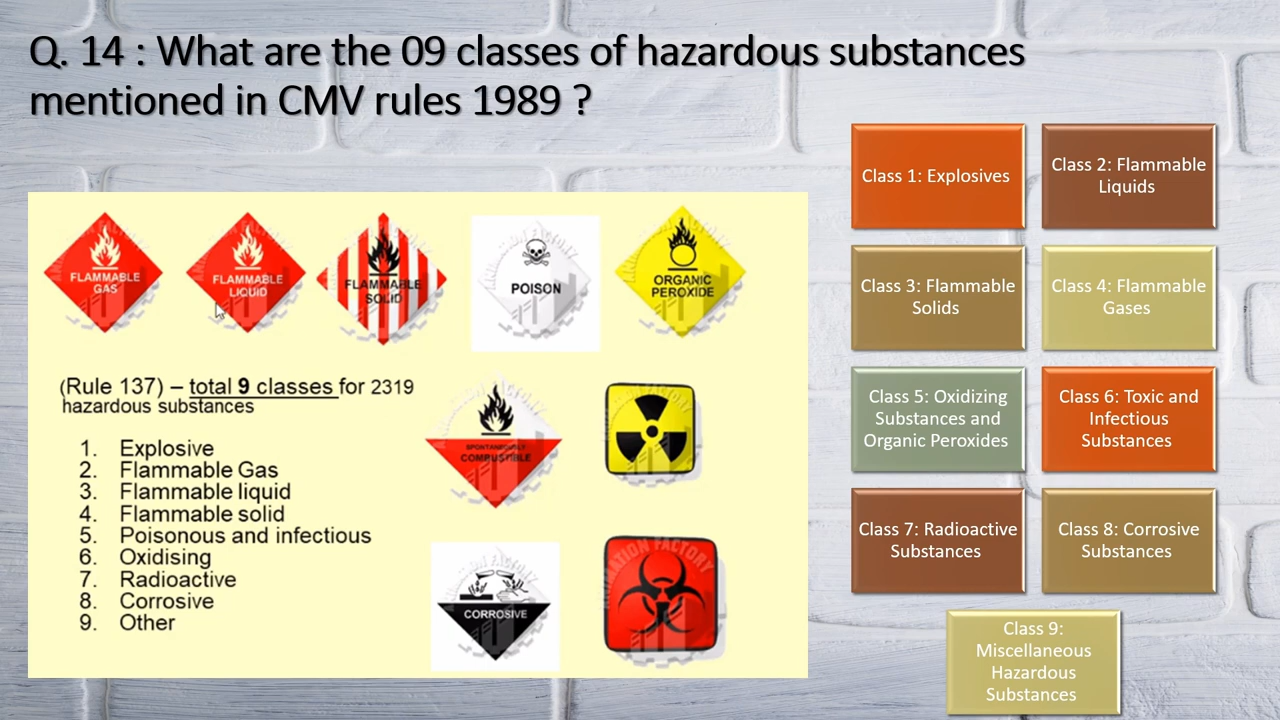 Q. 14 : What are the 09 classes of hazardous substances
mentioned in CMV rules 1989 ?
FLAMMABLE
GAS
FLAMMABLE
LIQUID
FLAMMABLE
SOLID
POISON
ORGANIC
PEROXIDE
(Rule 137) – total 9 classes for 2319
hazardous substances
1. Explosive
2. Flammable Gas
3. Flammable liquid
4. Flammable solid
5. Poisonous and infectious
6. Oxidising
7. Radioactive
8. Corrosive
9. Other
SPONTANEOUSLY
COMBUSTIBLE
CORROSIVE
Class 1: Explosives
Class 2: Flammable
Liquids
Class 3: Flammable
Solids
Class 4: Flammable
Gases
Class 5: Oxidizing
Substances and
Organic Peroxides
Class 6: Toxic and
Infectious
Substances
Class 7: Radioactive
Substances
Class 8: Corrosive
Substances
Class 9:
Miscellaneous
Hazardous
Substances